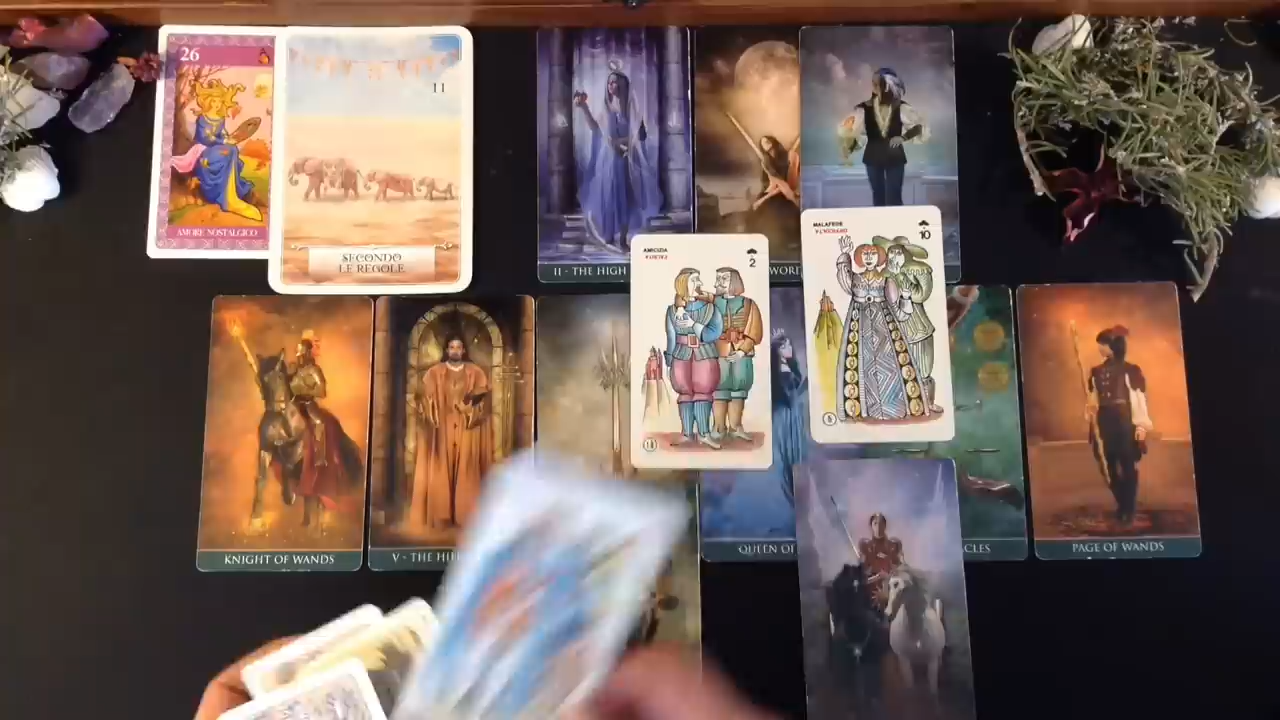 26
AMORE NOSTALGICO
11
SECONDO
LE REGOLE
II - THE HIGH
AMICIZIA
2
MALAFEDE
10
KNIGHT OF WANDS
V - THE HI
QUEEN OF
CLES
PAGE OF WANDS